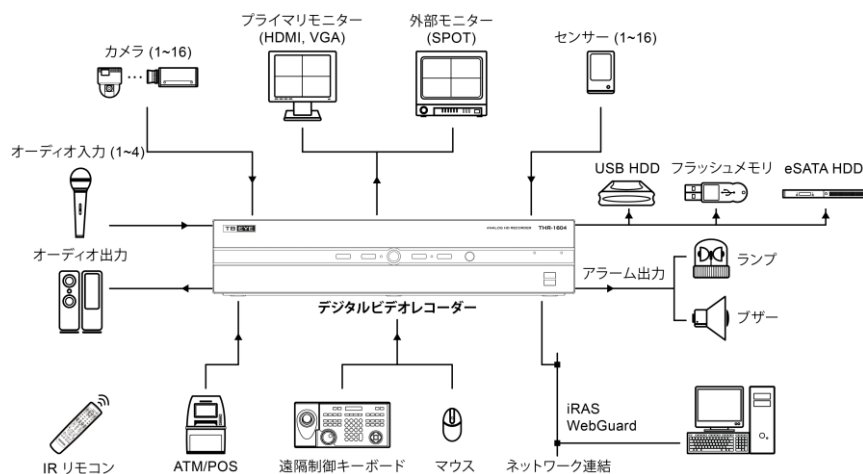 プライマリモニター
(HDMI, VGA)
外部モニター
(SPOT)
カメラ (1~16)
センサー (1~16)
オーディオ入力 (1~4)
USB HDD
フラッシュメモリ
eSATA HDD
TB EYE
ANALOG HD RECORDER
THR-1604
オーディオ出力
アラーム出力
ランプ
デジタルビデオレコーダー
ブザー
iRAS
WebGuard
IR リモコン
ATM/POS
遠隔制御キーボード
マウス
ネットワーク連結